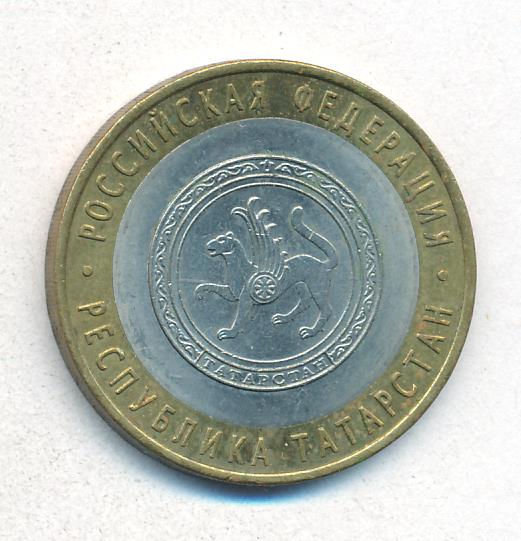 РОССИЙСКАЯ ФЕДЕРАЦИЯ
РЕСПУБЛИКА ТАТАРСТАН
ТАТАРСТАН